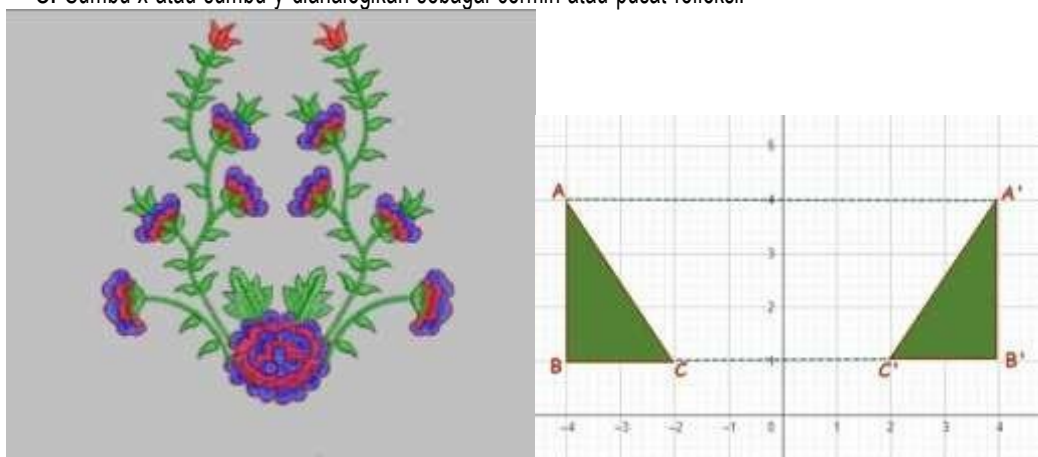 Sumbu x atau sumbu y dianalogikan sebagai cermin atau pusat refleksi.
5
A 4 A'
3
2
B C 1 C' B'
-4 -3 -2 -1 0 1 2 3 4